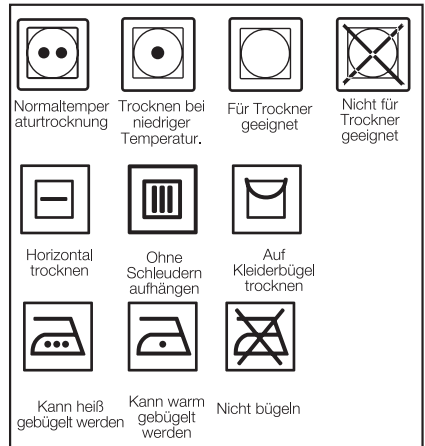 Normaltemper
aturtrocknung
Trocknen bei
niedriger
Temperatur.
Für Trockner
geeignet
Nicht für
Trockner
geeignet
Horizontal
trocknen
Ohne
Schleudern
aufhängen
Auf
Kleiderbügel
trocknen
Kann heiß
gebügelt werden
Kann warm
gebügelt
werden
Nicht bügeln